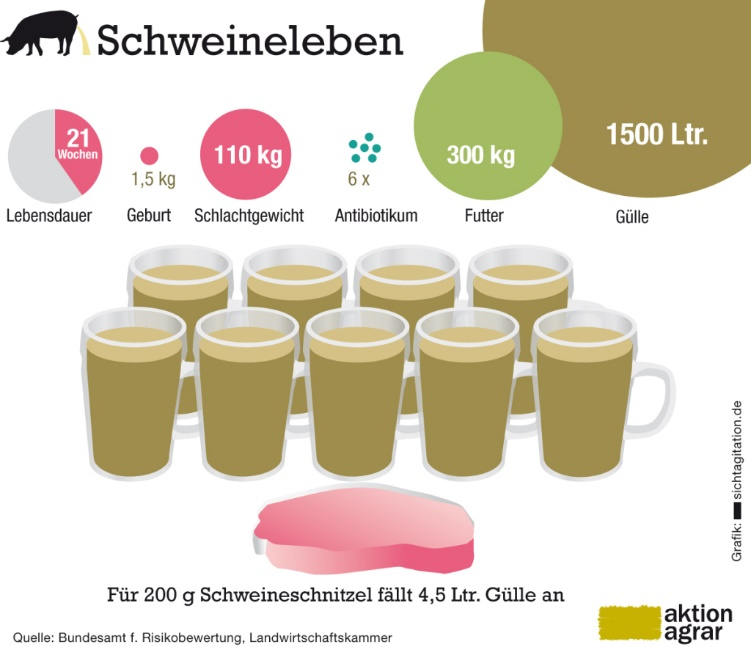 Schweineleben
21
Wochen
Lebensdauer
1,5 kg
Geburt
110 kg
Schlachtgewicht
6 x
Antibiotikum
300 kg
Futter
1500 Ltr.
Gülle
Für 200 g Schweineschnitzel fällt 4,5 Ltr. Gülle an
Quelle: Bundesamt f. Risikobewertung, Landwirtschaftskammer
aktion
agrar
Grafik: sichtagitation.de